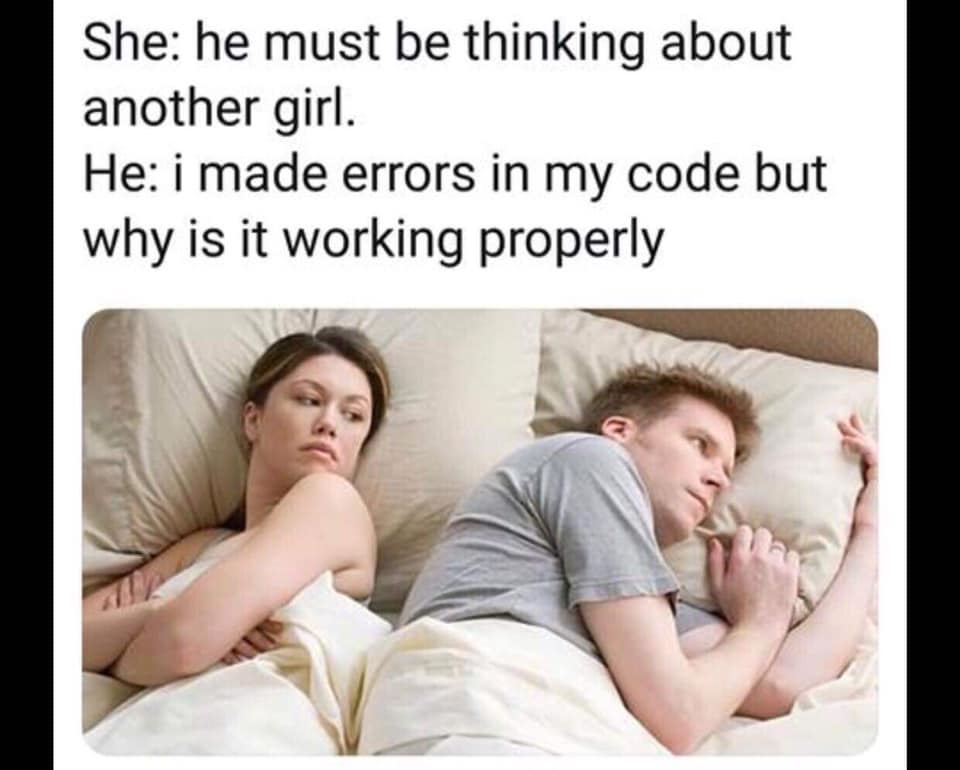 She: he must be thinking about
another girl.
He: i made errors in my code but
why is it working properly